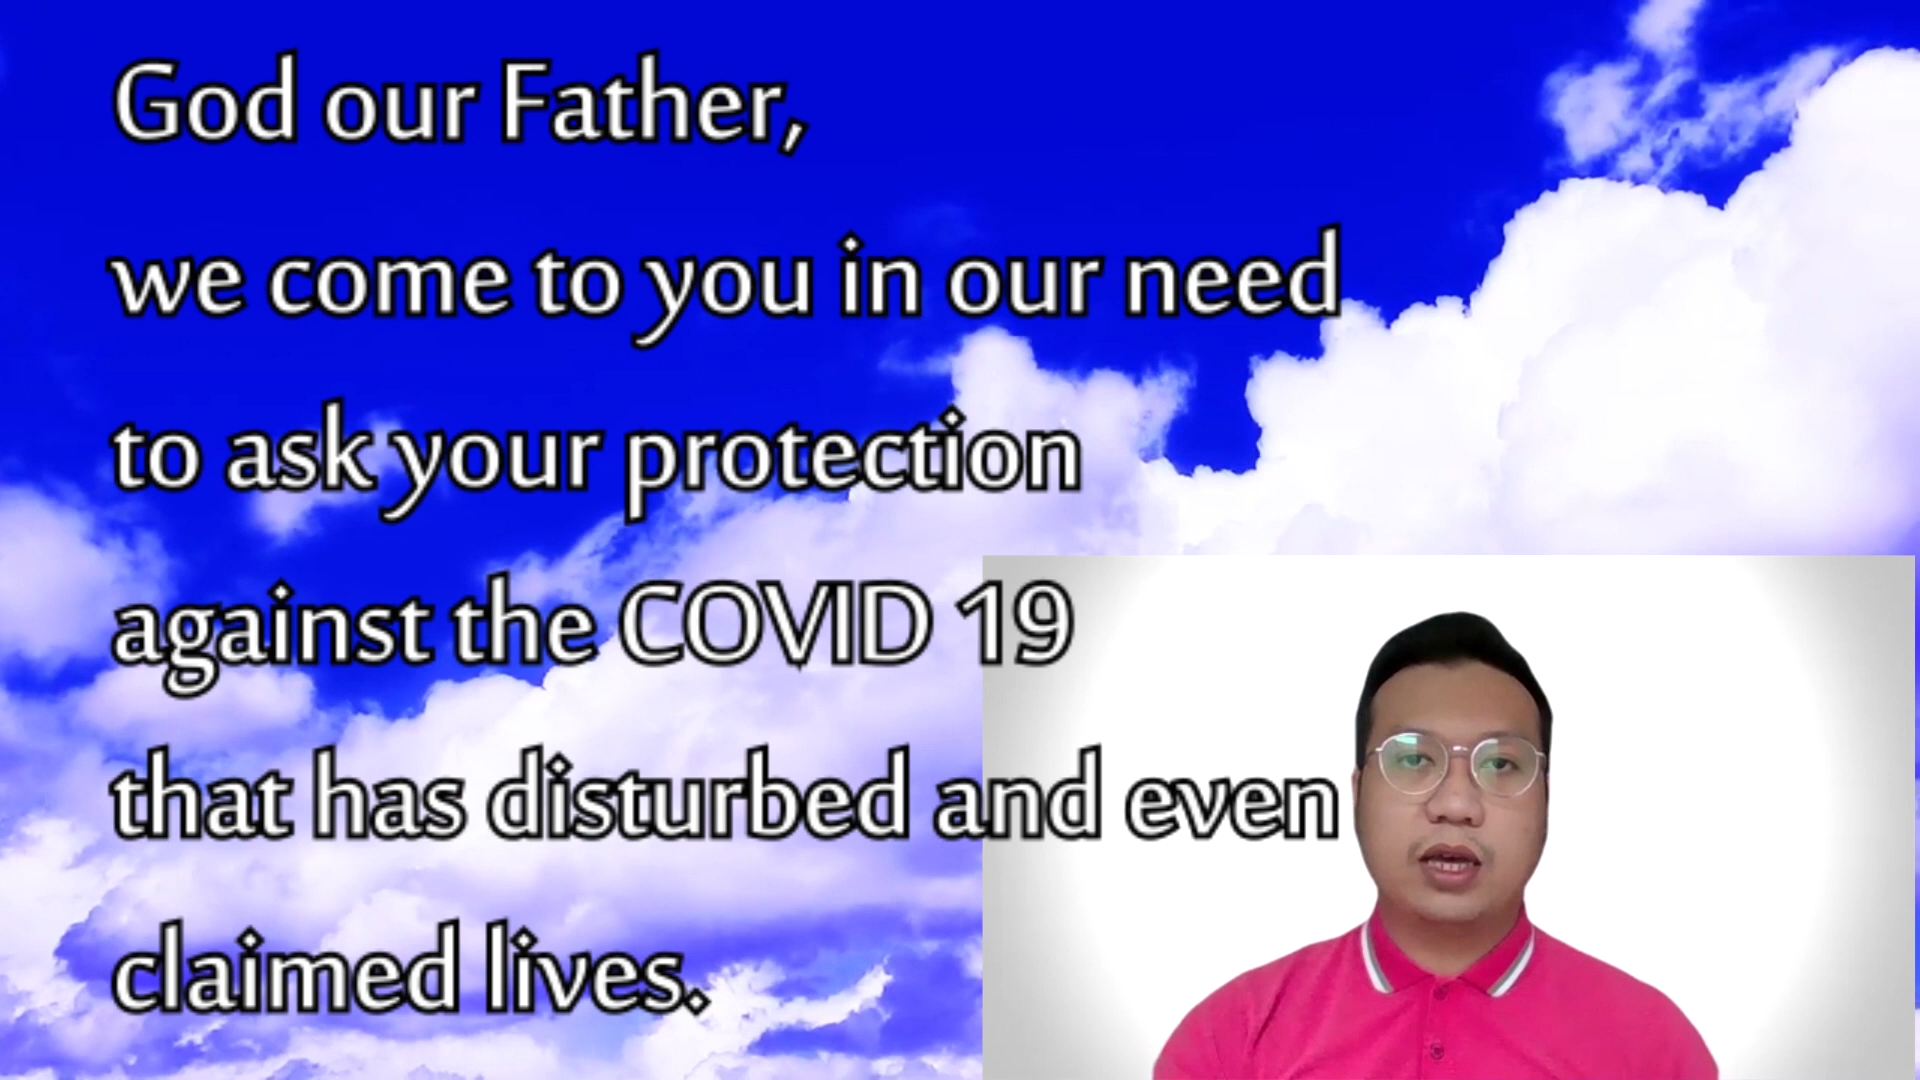 God our Father,
we come to you in our need
to ask your protection
against the COVID 19
that has disturbed and even
claimed lives.